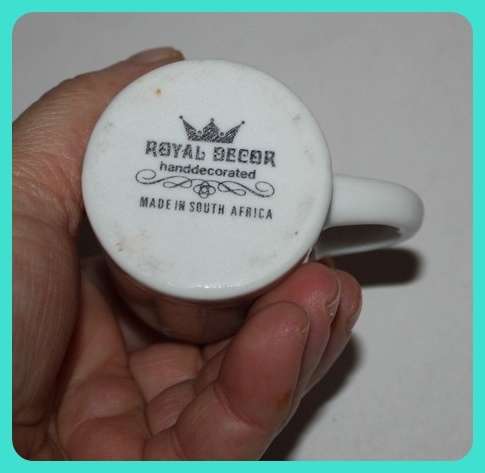 ROYAL DECOR
handdecorated
MADE IN SOUTH AFRICA